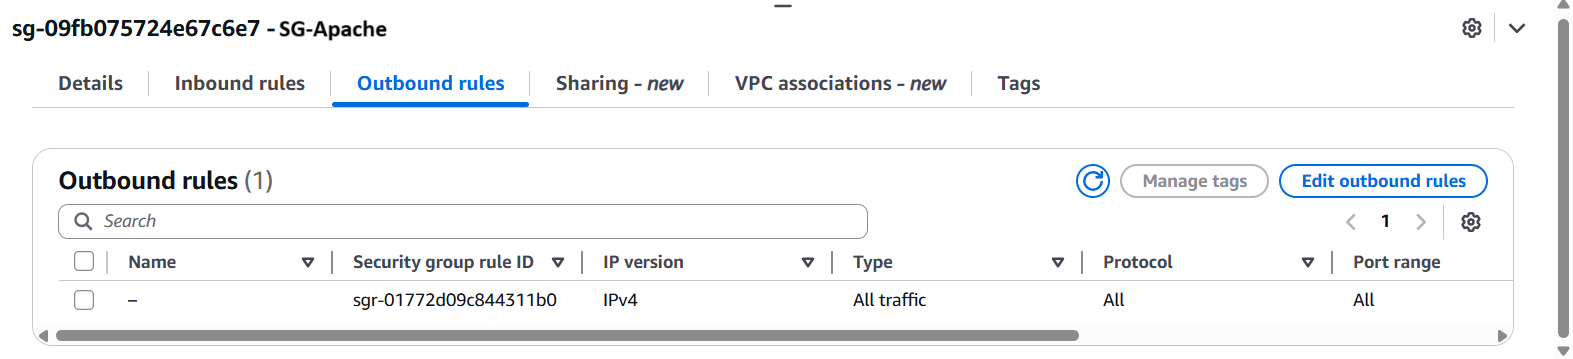 sg-09fb075724e67c6e7 - SG-Apache
Details Inbound rules Outbound rules Sharing - new VPC associations - new Tags
Outbound rules (1) Manage tags Edit outbound rules
Search 1
Name Security group rule ID IP version Type Protocol Port range
– sgr-01772d09c844311b0 IPv4 All traffic All All